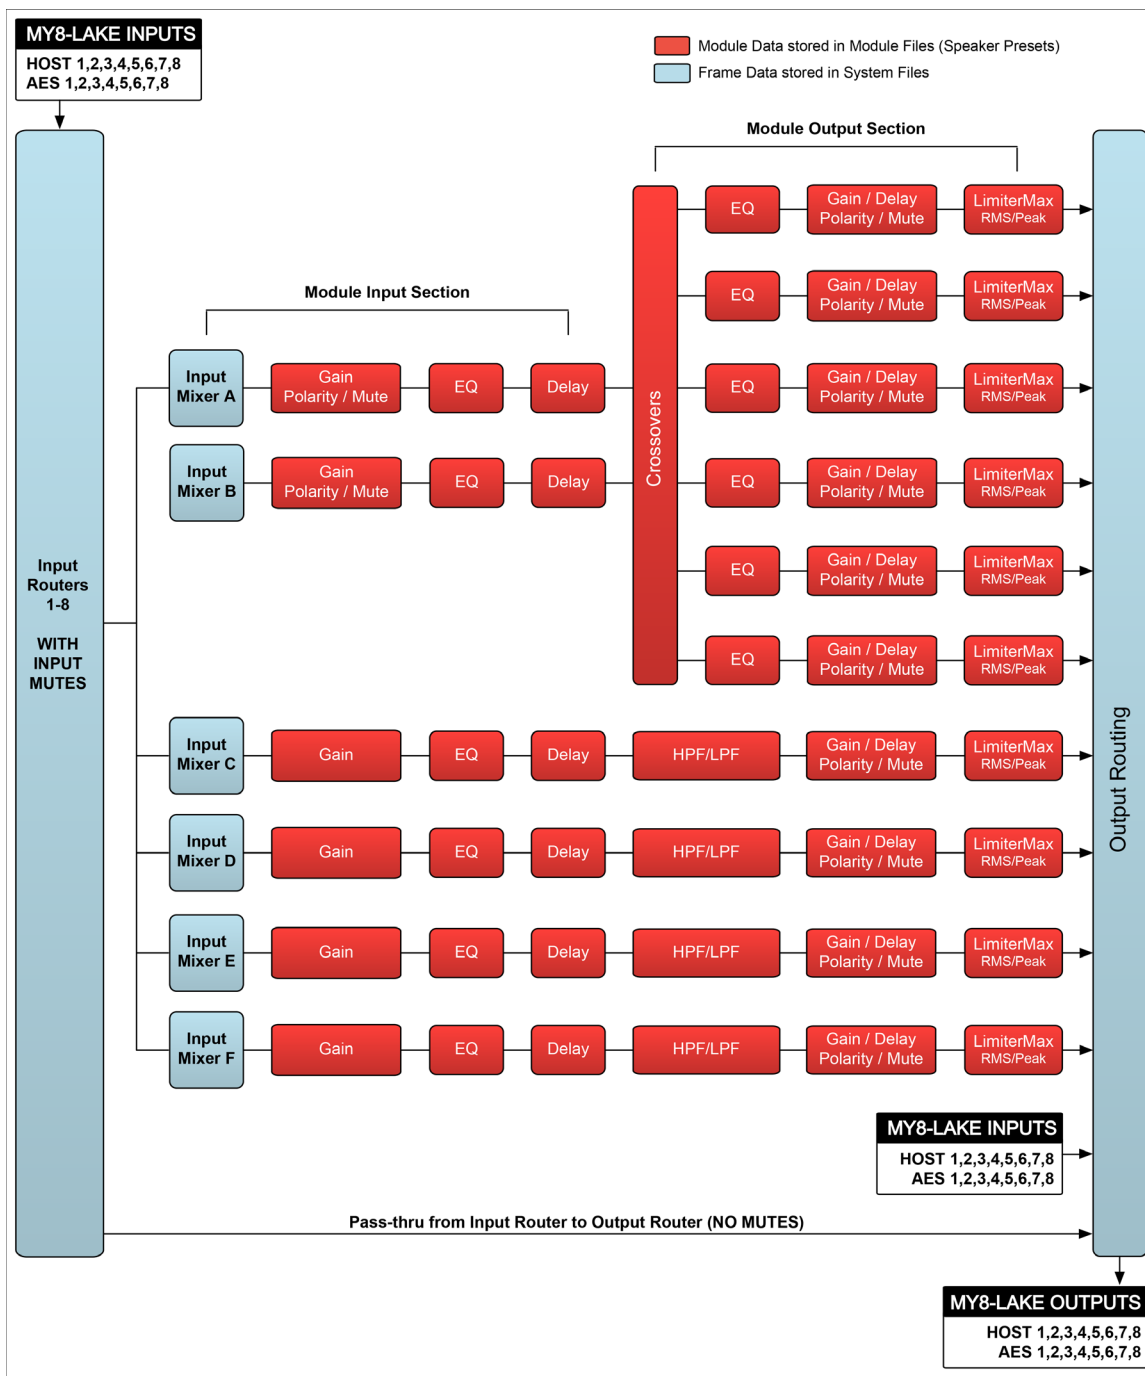 MY8-LAKE INPUTS
HOST 1,2,3,4,5,6,7,8
AES 1,2,3,4,5,6,7,8
Module Data stored in Module Files (Speaker Presets)
Frame Data stored in System Files
Module Output Section
EQ
Gain / Delay
Polarity / Mute
LimiterMax
RMS/Peak
EQ
Gain / Delay
Polarity / Mute
LimiterMax
RMS/Peak
Module Input Section
Input
Mixer A
Gain
Polarity / Mute
EQ
Delay
Crossovers
EQ
Gain / Delay
Polarity / Mute
LimiterMax
RMS/Peak
Input
Mixer B
Gain
Polarity / Mute
EQ
Delay
EQ
Gain / Delay
Polarity / Mute
LimiterMax
RMS/Peak
Input
Routers
1-8
WITH
INPUT
MUTES
EQ
Gain / Delay
Polarity / Mute
LimiterMax
RMS/Peak
EQ
Gain / Delay
Polarity / Mute
LimiterMax
RMS/Peak
Input
Mixer C
Gain
EQ
Delay
HPF/LPF
Gain / Delay
Polarity / Mute
LimiterMax
RMS/Peak
Output Routing
Input
Mixer D
Gain
EQ
Delay
HPF/LPF
Gain / Delay
Polarity / Mute
LimiterMax
RMS/Peak
Input
Mixer E
Gain
EQ
Delay
HPF/LPF
Gain / Delay
Polarity / Mute
LimiterMax
RMS/Peak
Input
Mixer F
Gain
EQ
Delay
HPF/LPF
Gain / Delay
Polarity / Mute
LimiterMax
RMS/Peak
MY8-LAKE INPUTS
HOST 1,2,3,4,5,6,7,8
AES 1,2,3,4,5,6,7,8
Pass-thru from Input Router to Output Router (NO MUTES)
MY8-LAKE OUTPUTS
HOST 1,2,3,4,5,6,7,8
AES 1,2,3,4,5,6,7,8